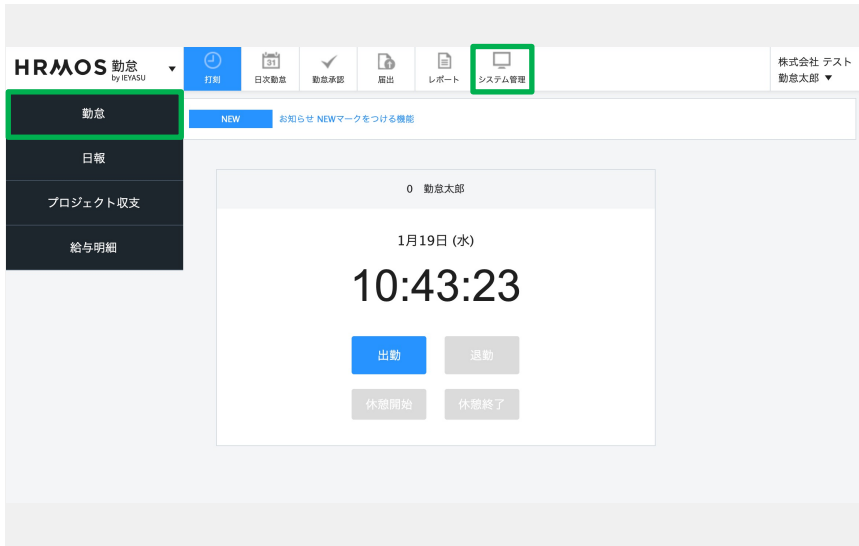 HRMOS 勤怠 ▼
by IEYASU
打刻
31
日次勤怠
勤怠承認
届出
レポート
システム管理
株式会社 テスト
勤怠太郎 ▼
勤怠
日報
プロジェクト収支
給与明細
NEW お知らせ NEWマークをつける機能
0 勤怠太郎
1月19日 (水)
10:43:23
出勤 退勤
休憩開始 休憩終了